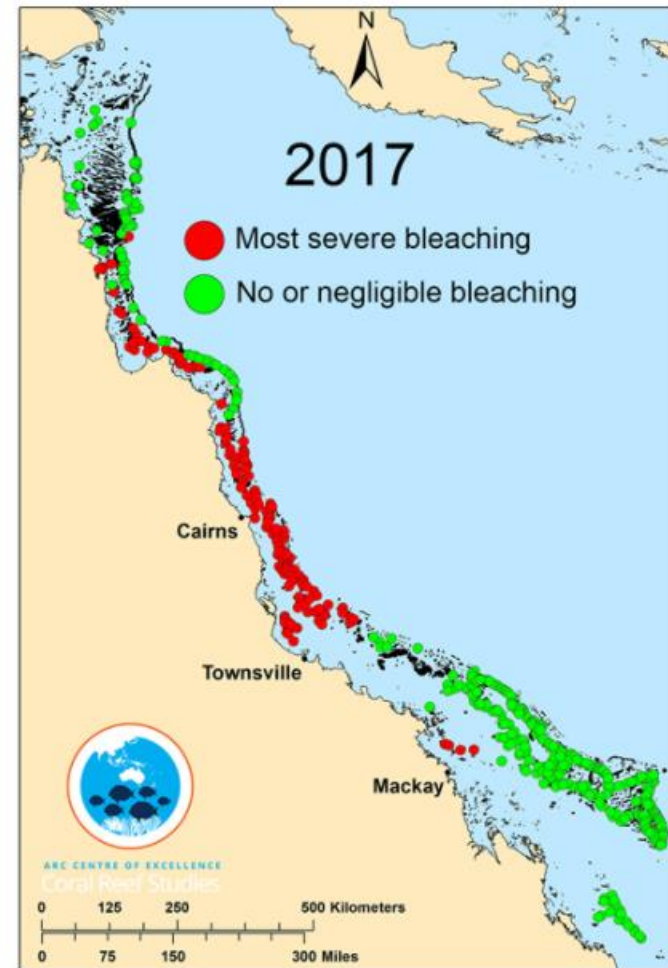 N
2017
Most severe bleaching
No or negligible bleaching
Cairns
Townsville
Mackay
ARC CENTRE OF EXCELLENCE
Coral Reef Studies
0 125 250 500 Kilometers
0 75 150 300 Miles